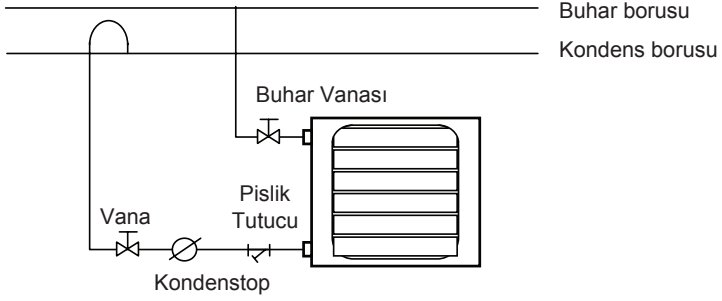 Buhar borusu
Kondens borusu
Buhar Vanası
Pislik
Tutucu
Vana
Kondenstop